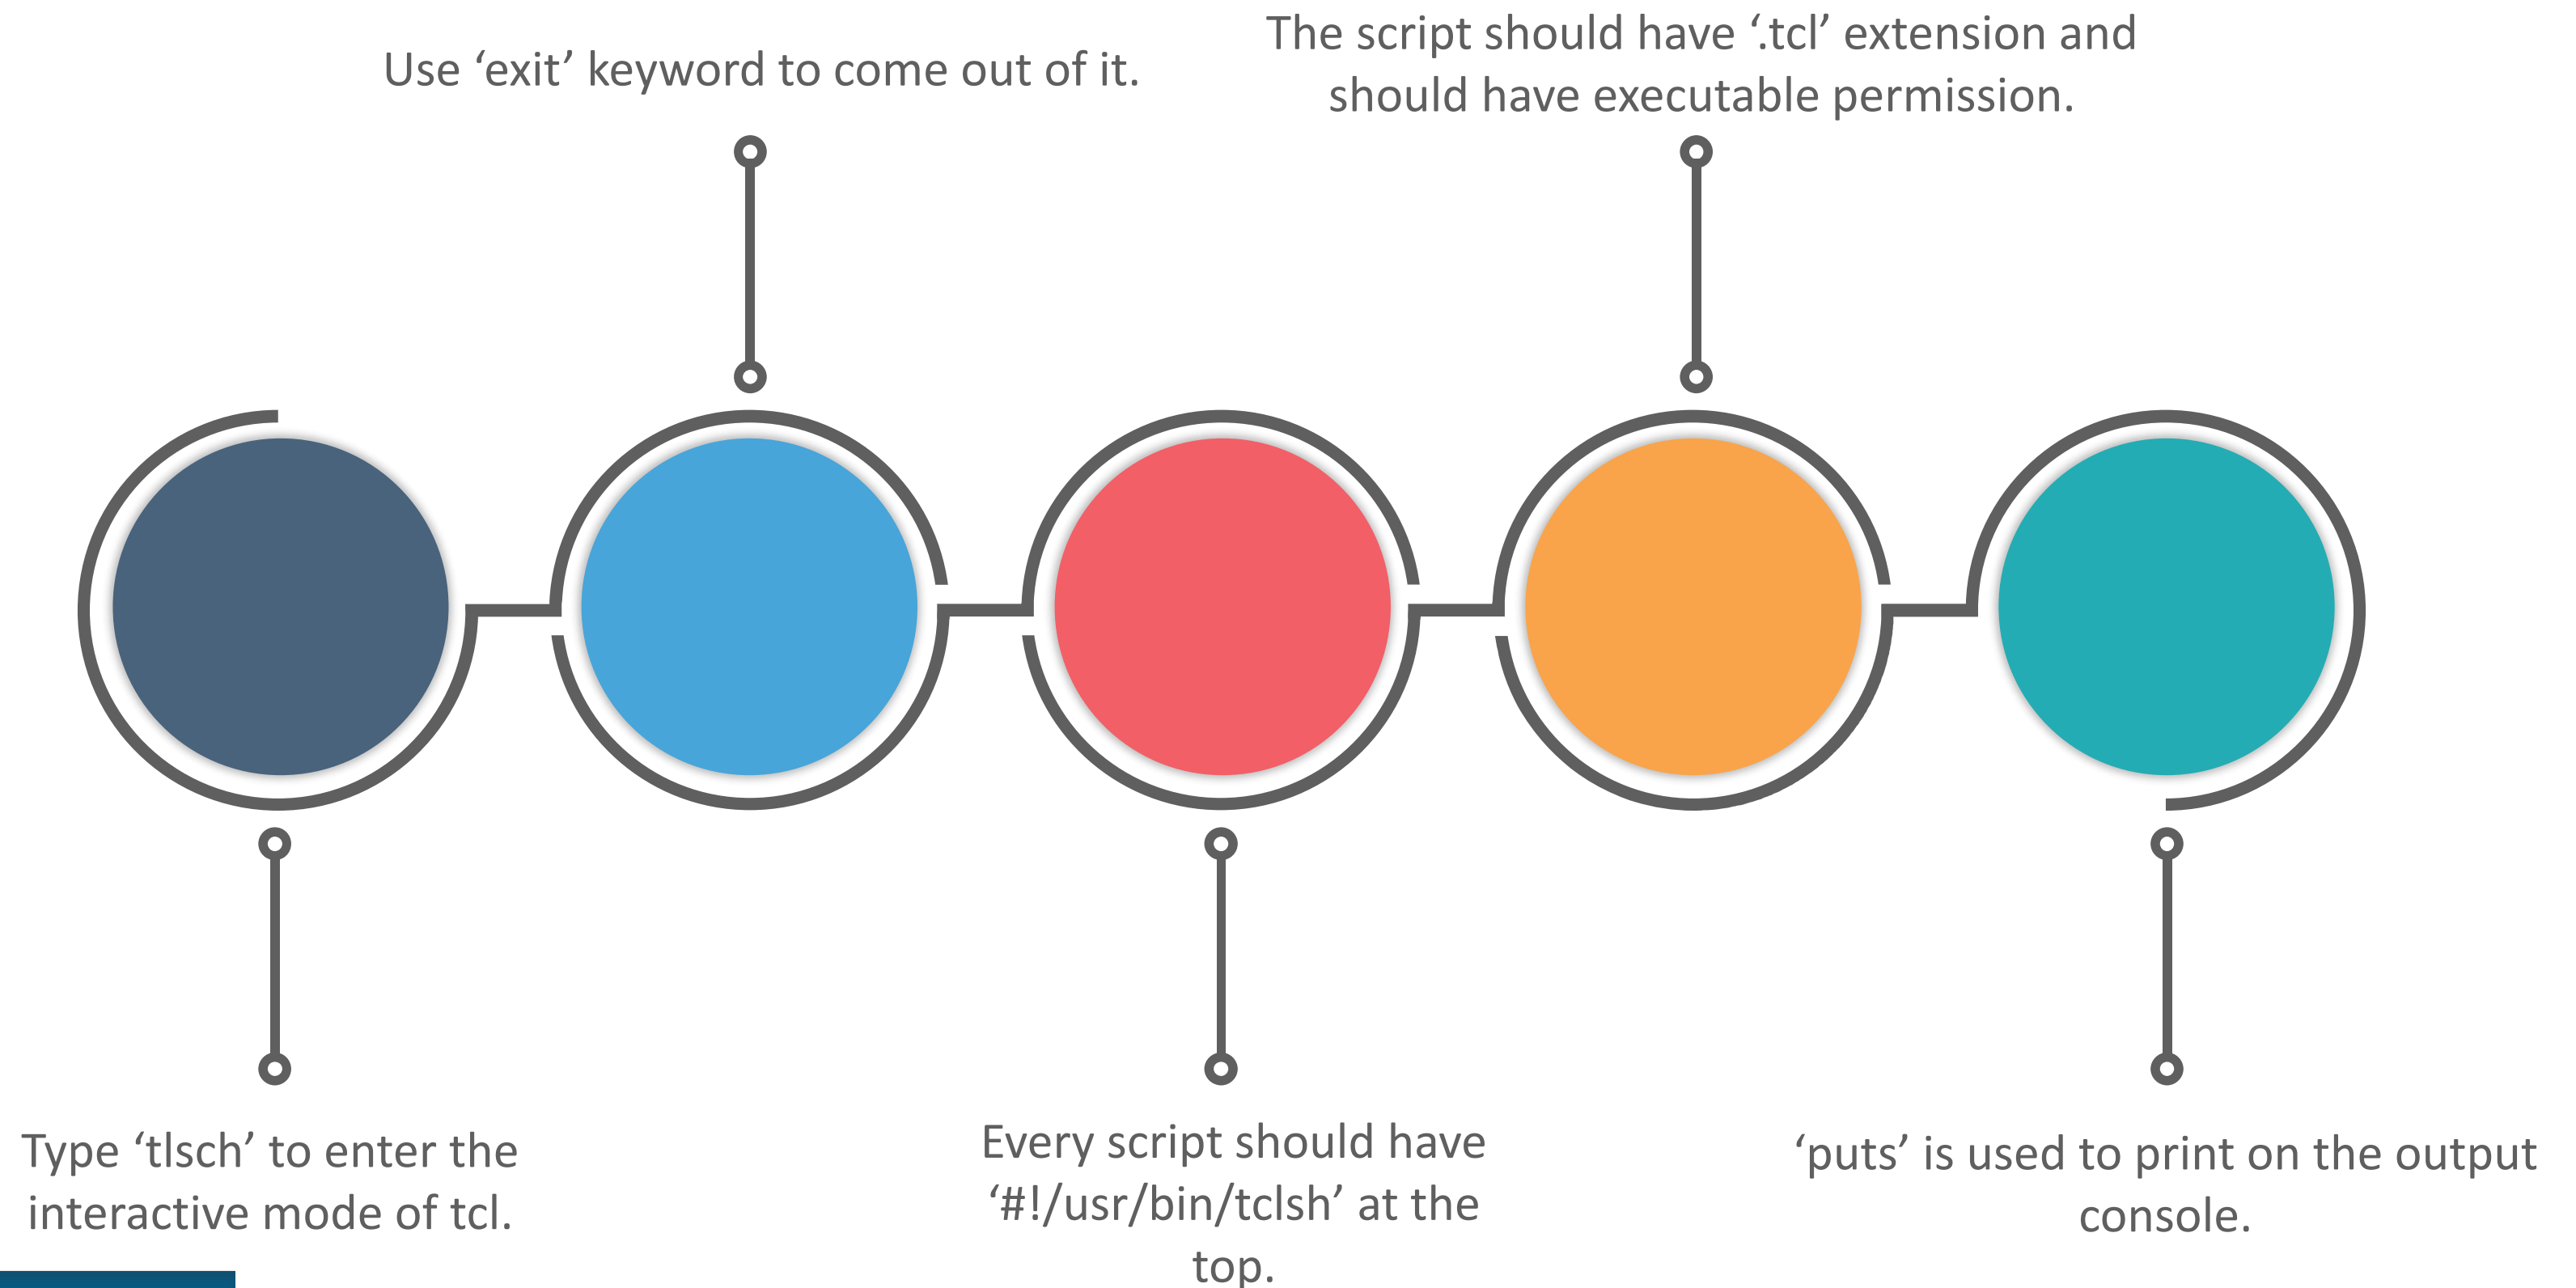 Use ‘exit’ keyword to come out of it.
The script should have ‘.tcl’ extension and
should have executable permission.
Type ‘tlsch’ to enter the
interactive mode of tcl.
Every script should have
‘#!/usr/bin/tclsh’ at the
top.
‘puts’ is used to print on the output
console.